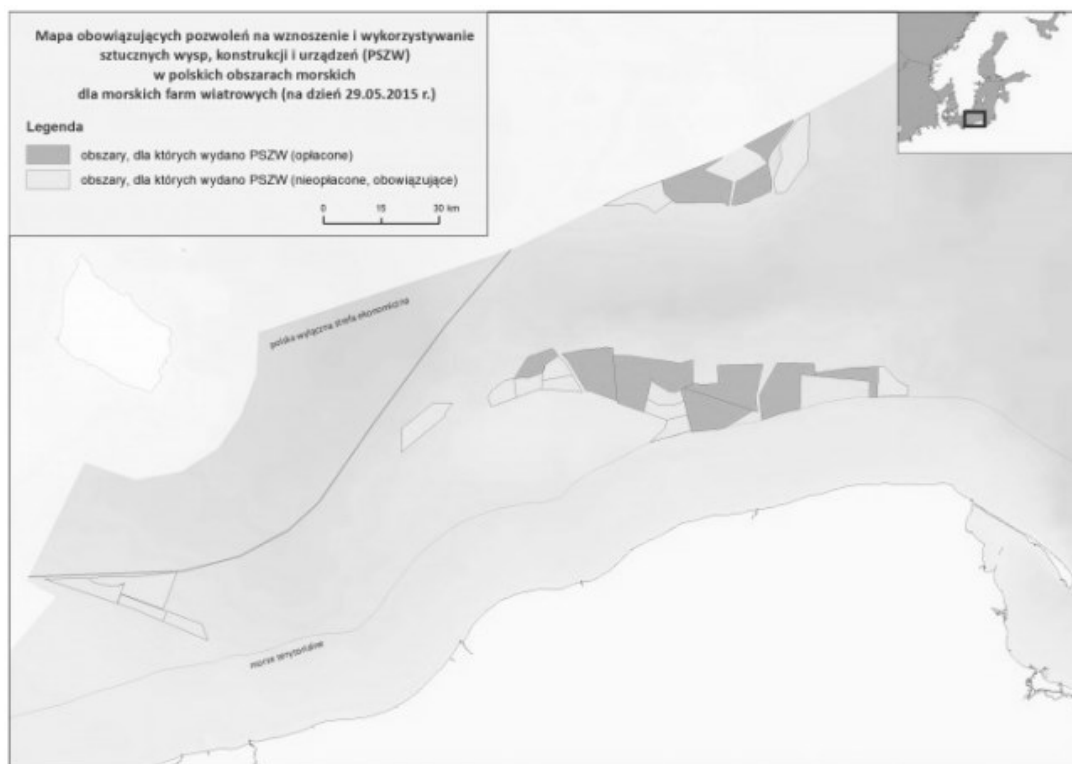 Mapa obowiązujących pozwoleń na wznoszenie i wykorzystywanie
sztucznych wysp, konstrukcji i urządzeń (PSZW)
w polskich obszarach morskich
dla morskich farm wiatrowych (na dzień 29.05.2015 r.)
Legenda
obszary, dla których wydano PSZW (opłacone)
obszary, dla których wydano PSZW (nieopłacone, obowiązujące)
0 15 30 km
polska wyłączna strefa ekonomiczna
morze terytorialne